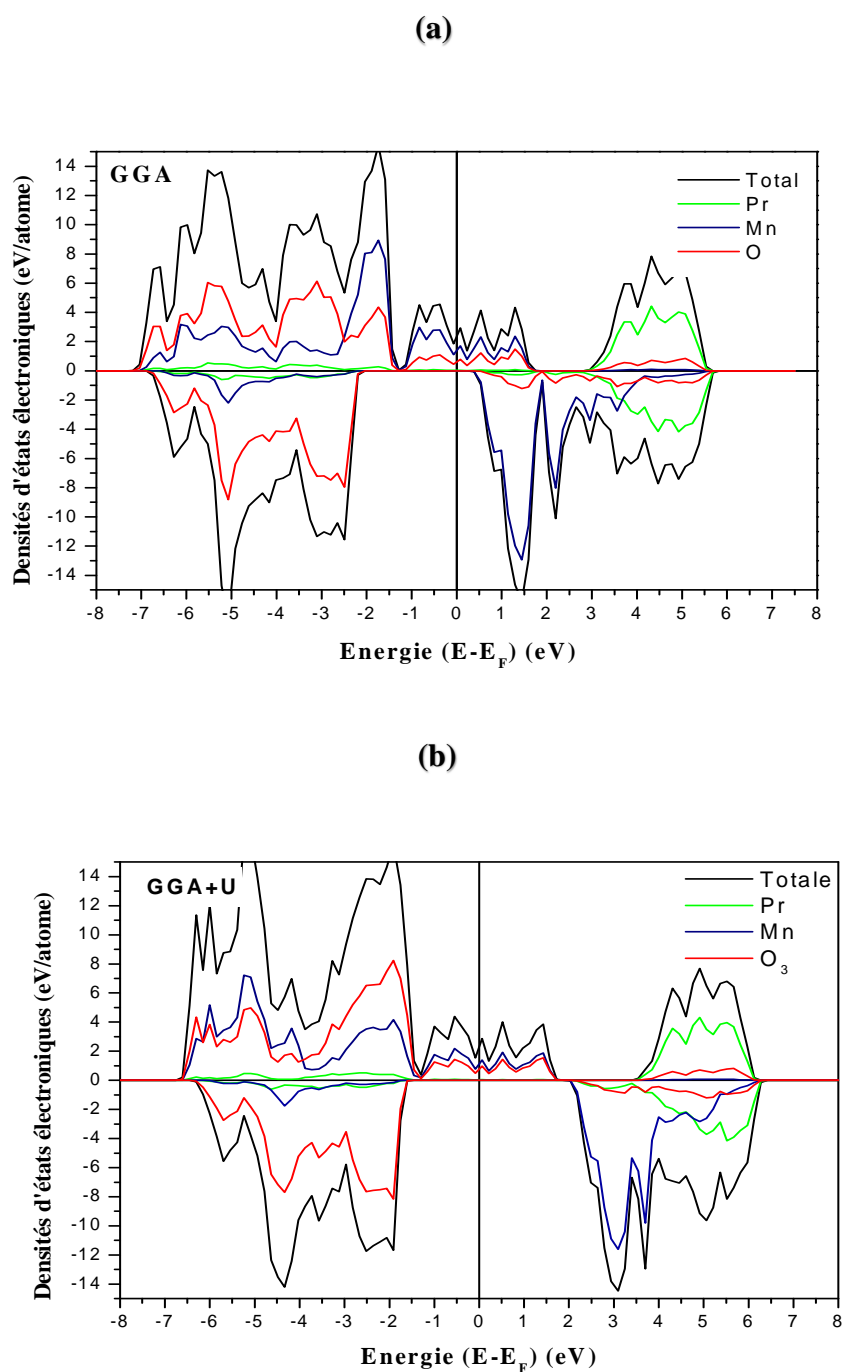 (a)
GGA
Total
Pr
Mn
O
14
12
10
8
6
4
2
0
-2
-4
-6
-8
-10
-12
-14
Densités d'états électroniques (eV/atome)
-8 -7 -6 -5 -4 -3 -2 -1 0 1 2 3 4 5 6 7 8
Energie (E-E_F) (eV)
(b)
GGA+U
Totale
Pr
Mn
O₃
14
12
10
8
6
4
2
0
-2
-4
-6
-8
-10
-12
-14
Densités d'états électroniques (eV/atome)
-8 -7 -6 -5 -4 -3 -2 -1 0 1 2 3 4 5 6 7 8
Energie (E-E_F) (eV)